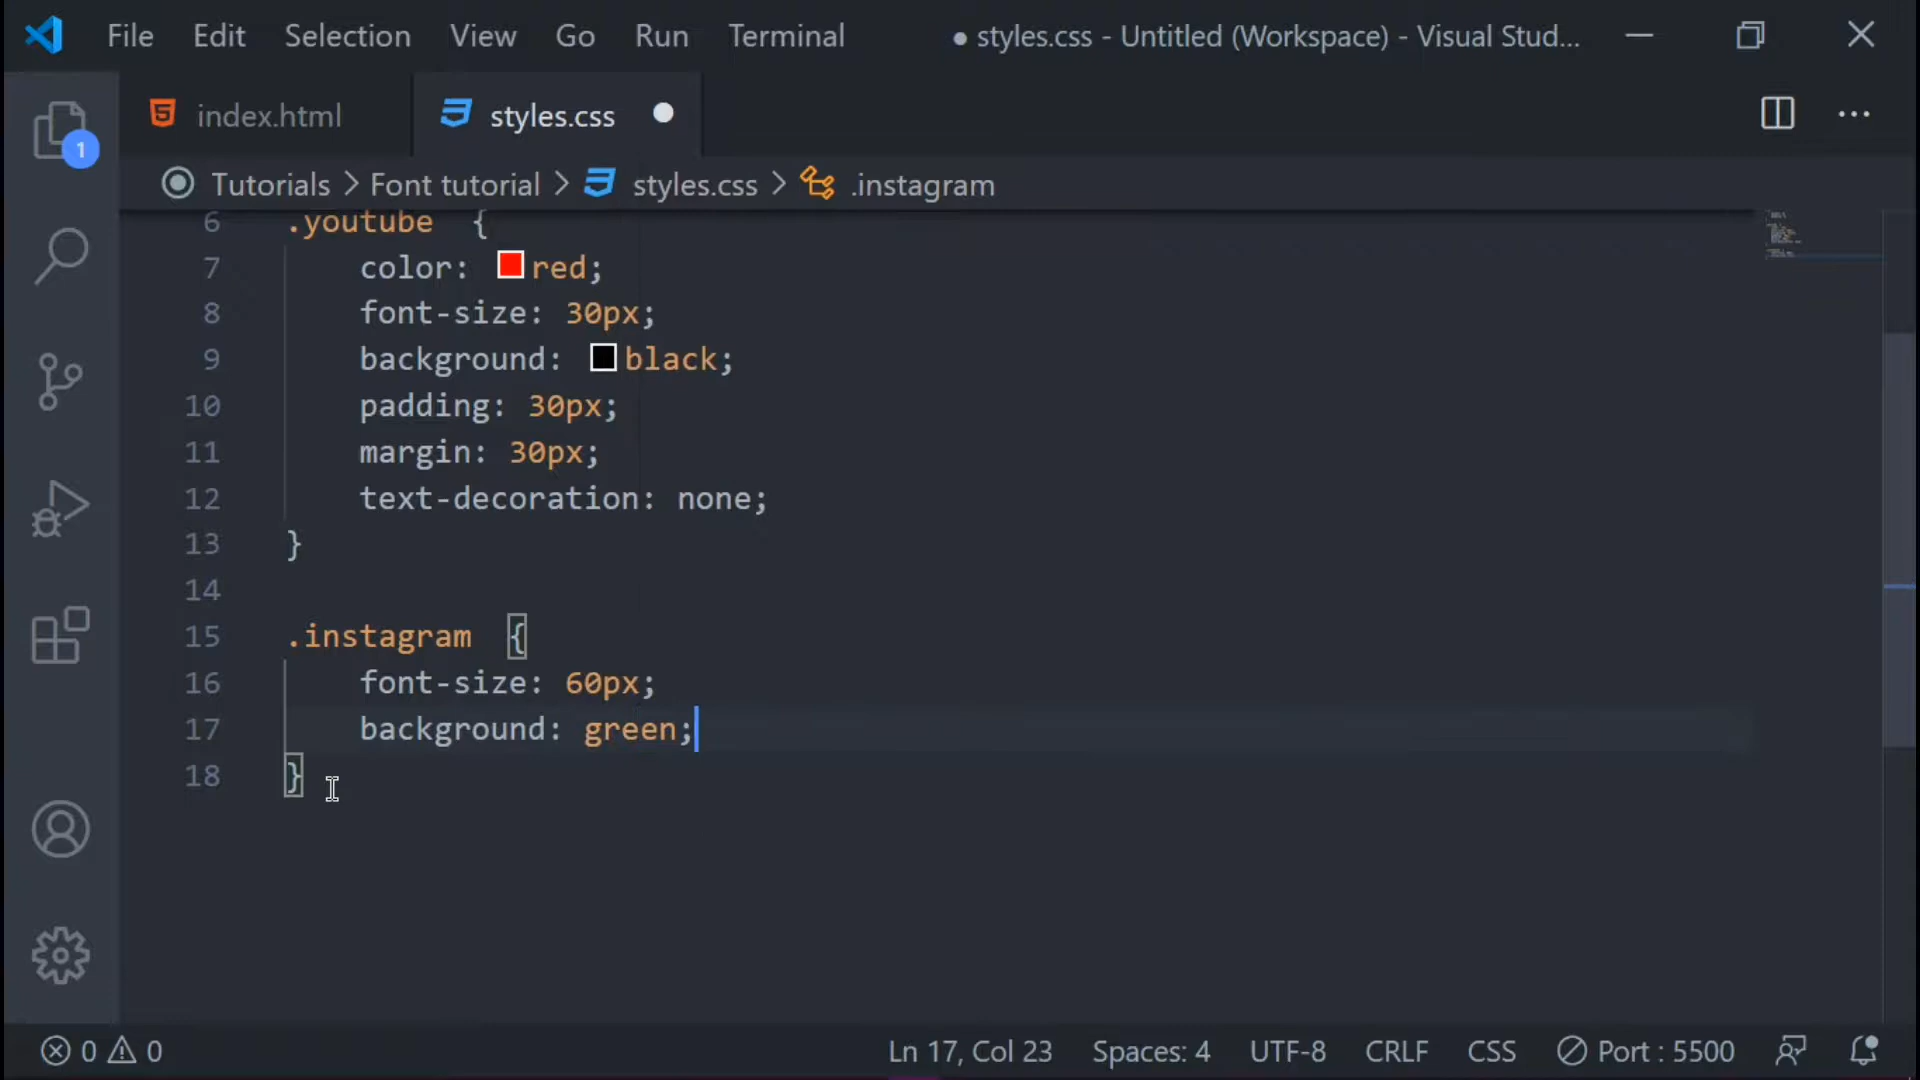 File Edit Selection View Go Run Terminal ● styles.css - Untitled (Workspace) - Visual Stud...
index.html styles.css
1
Tutorials > Font tutorial > styles.css > .instagram
6 .youtube {
7 color: red;
8 font-size: 30px;
9 background: black;
10 padding: 30px;
11 margin: 30px;
12 text-decoration: none;
13 }
14
15 .instagram {
16 font-size: 60px;
17 background: green;
18 }
0 0 Ln 17, Col 23 Spaces: 4 UTF-8 CRLF CSS Port : 5500